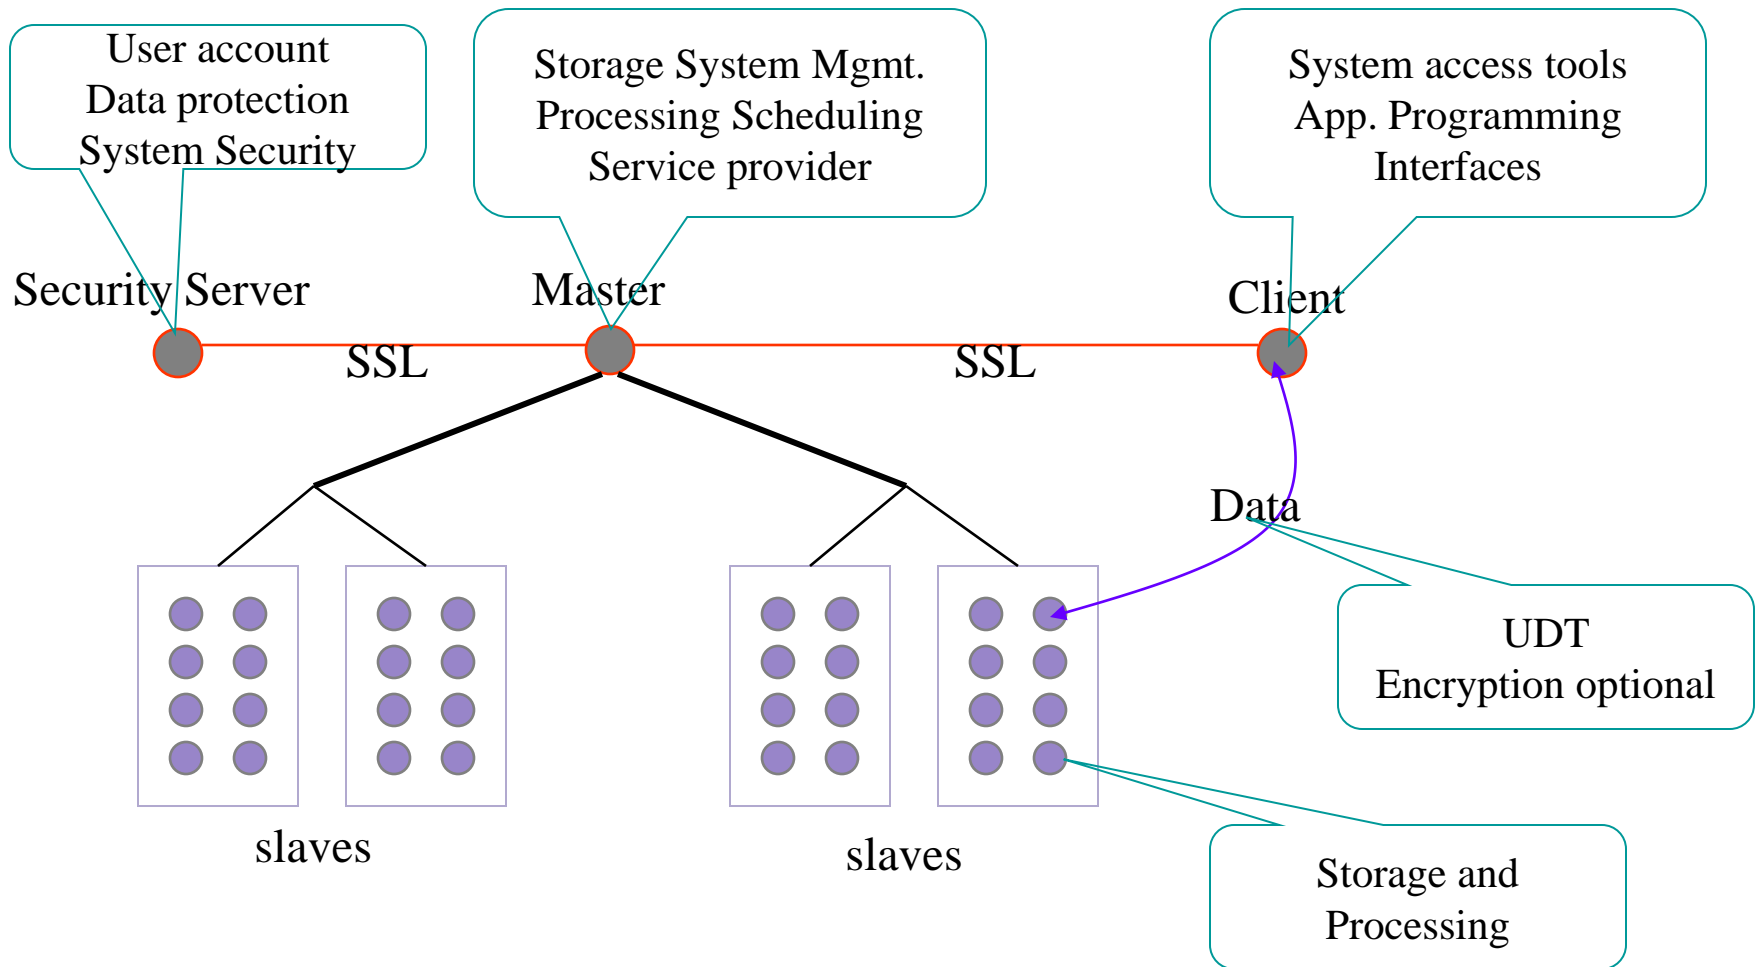 User account
Data protection
System Security
Storage System Mgmt.
Processing Scheduling
Service provider
System access tools
App. Programming
Interfaces
Security Server
Master
Client
SSL
SSL
Data
UDT
Encryption optional
slaves
slaves
Storage and
Processing